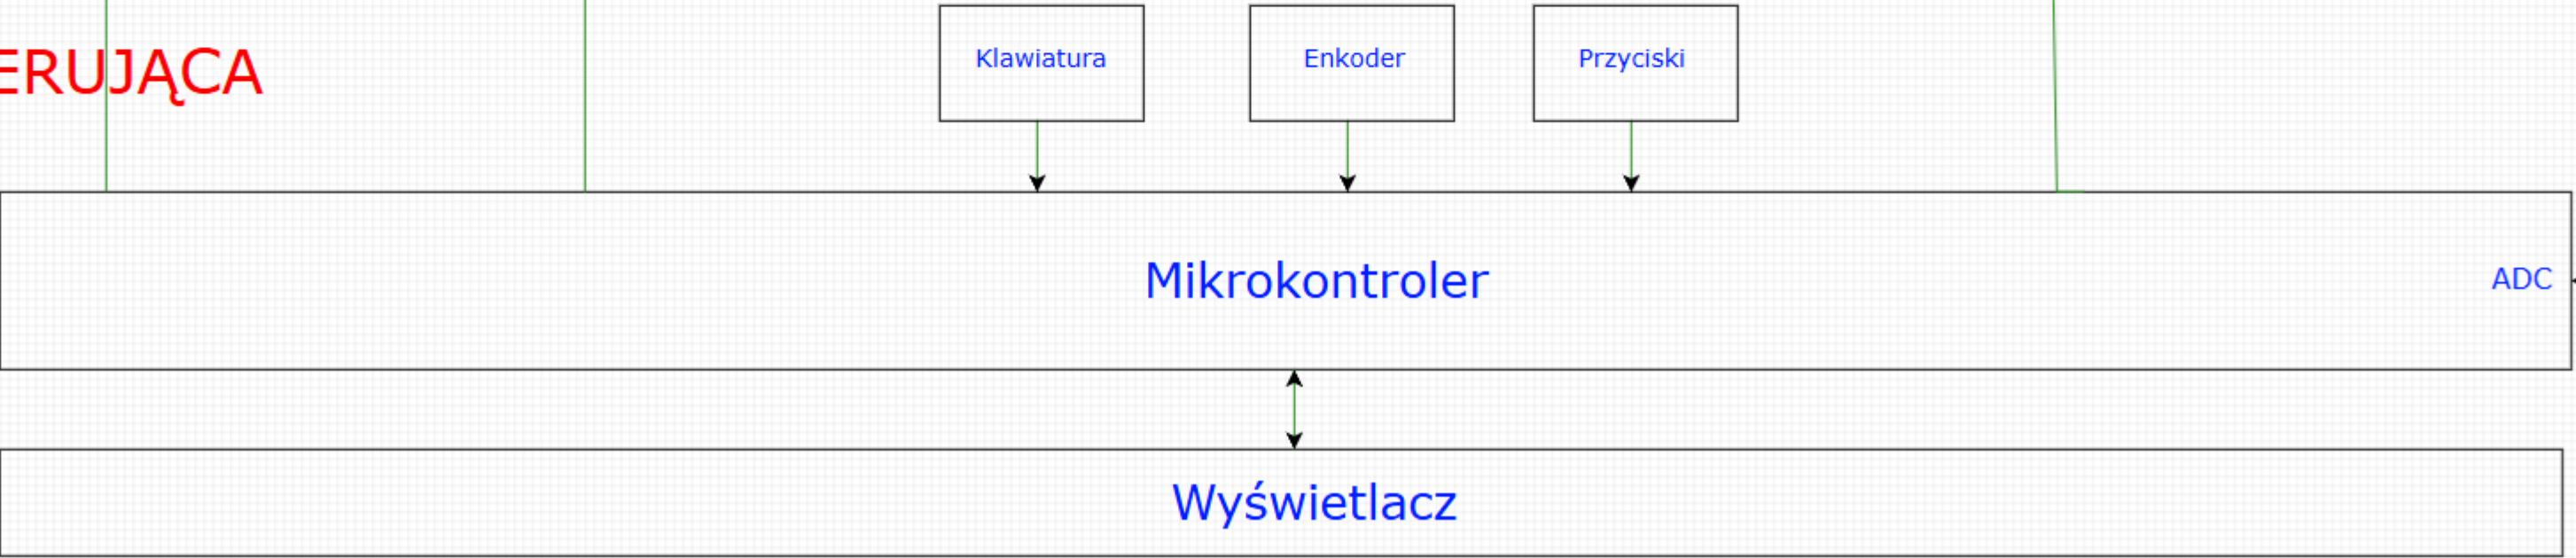 Klawiatura
Enkoder
Przyciski
ERUJĄCA
Mikrokontroler
ADC
Wyświetlacz